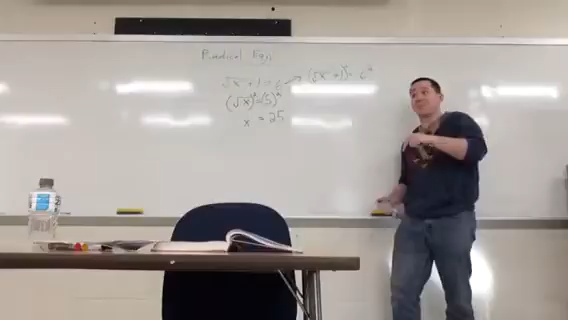 Radical Eqn
√x + 1 = 6 → (√x + 1)² = 6²
(√x)² = (5)²
x = 25